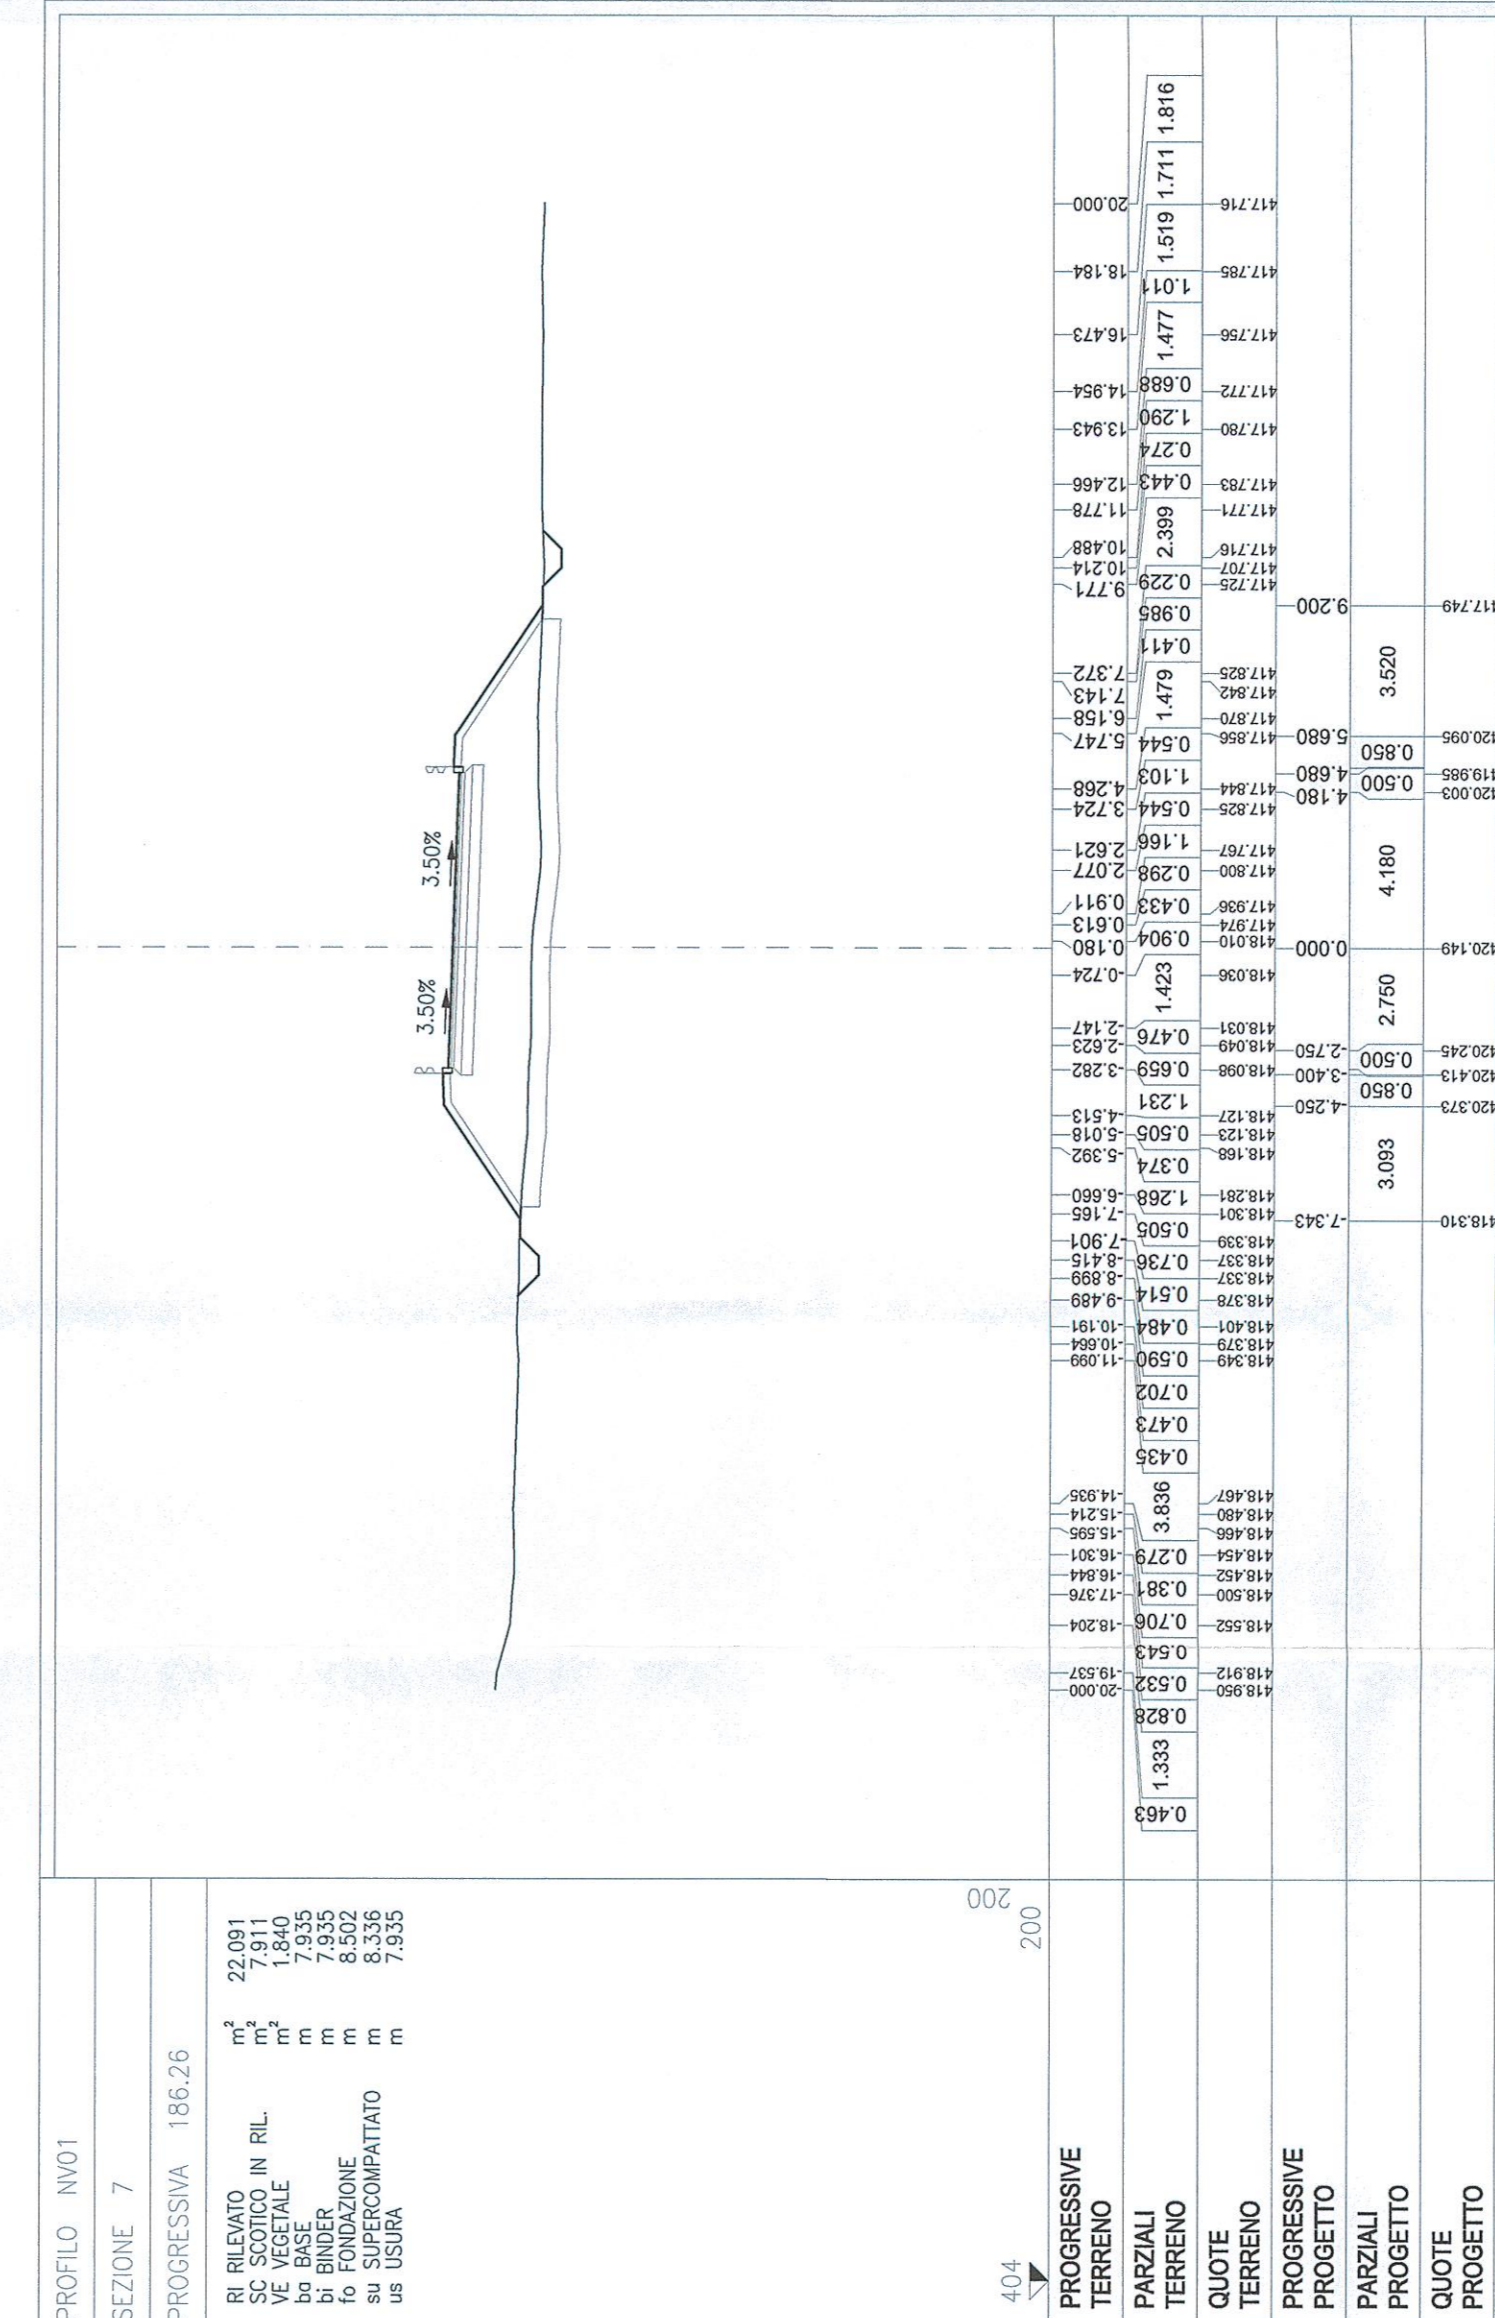 PROFILO NV01
SEZIONE 7
PROGRESSIVA 186.26
RI RILEVATO m² 22.091
SC SCOTICO IN RIL. m² 7.911
VE VEGETALE m² 1.840
ba BASE m 7.935
bi BINDER m 7.935
fo FONDAZIONE m 8.502
su SUPERCOMPATTATO m 8.336
us USURA m 7.935
3.50% 3.50%
200
200
404
PROGRESSIVE TERRENO
-20.000 -19.537 -18.204 -17.376 -16.844 -16.301 -15.595 -15.214 -14.935 -11.099 -10.664 -10.191 -9.489 -8.899 -8.415 -7.901 -7.165 -6.660 -5.392 -5.018 -4.513 -3.282 -2.623 -2.147 -0.724 0.180 0.613 0.911 2.077 2.621 3.724 4.268 5.747 6.158 7.143 7.372 9.771 10.214 10.488 11.778 12.466 13.943 14.954 16.473 18.184 20.000
PARZIALI TERRENO
0.463 1.333 0.828 0.532 0.543 0.706 0.381 0.279 3.836 0.435 0.473 0.702 0.590 0.484 0.514 0.736 0.505 1.268 0.374 0.505 1.231 0.659 0.476 1.423 0.904 0.433 0.298 1.166 0.544 1.103 0.544 1.479 0.411 0.985 0.229 2.399 0.443 0.274 1.290 0.688 1.477 1.011 1.519 1.711 1.816
QUOTE TERRENO
418.950 418.912 418.552 418.500 418.452 418.454 418.466 418.480 418.467 418.349 418.379 418.401 418.378 418.337 418.337 418.339 418.301 418.281 418.168 418.123 418.127 418.098 418.049 418.031 418.036 418.010 417.974 417.936 417.800 417.767 417.825 417.844 417.856 417.870 417.842 417.825 417.725 417.707 417.716 417.771 417.783 417.780 417.772 417.756 417.785 417.716
PROGRESSIVE PROGETTO
-7.343 -4.250 -3.400 -2.750 0.000 4.180 4.680 5.680 9.200
PARZIALI PROGETTO
3.093 0.850 0.500 2.750 4.180 0.500 0.850 3.520
QUOTE PROGETTO
418.310 420.373 420.413 420.245 420.149 420.003 419.985 420.095 417.749